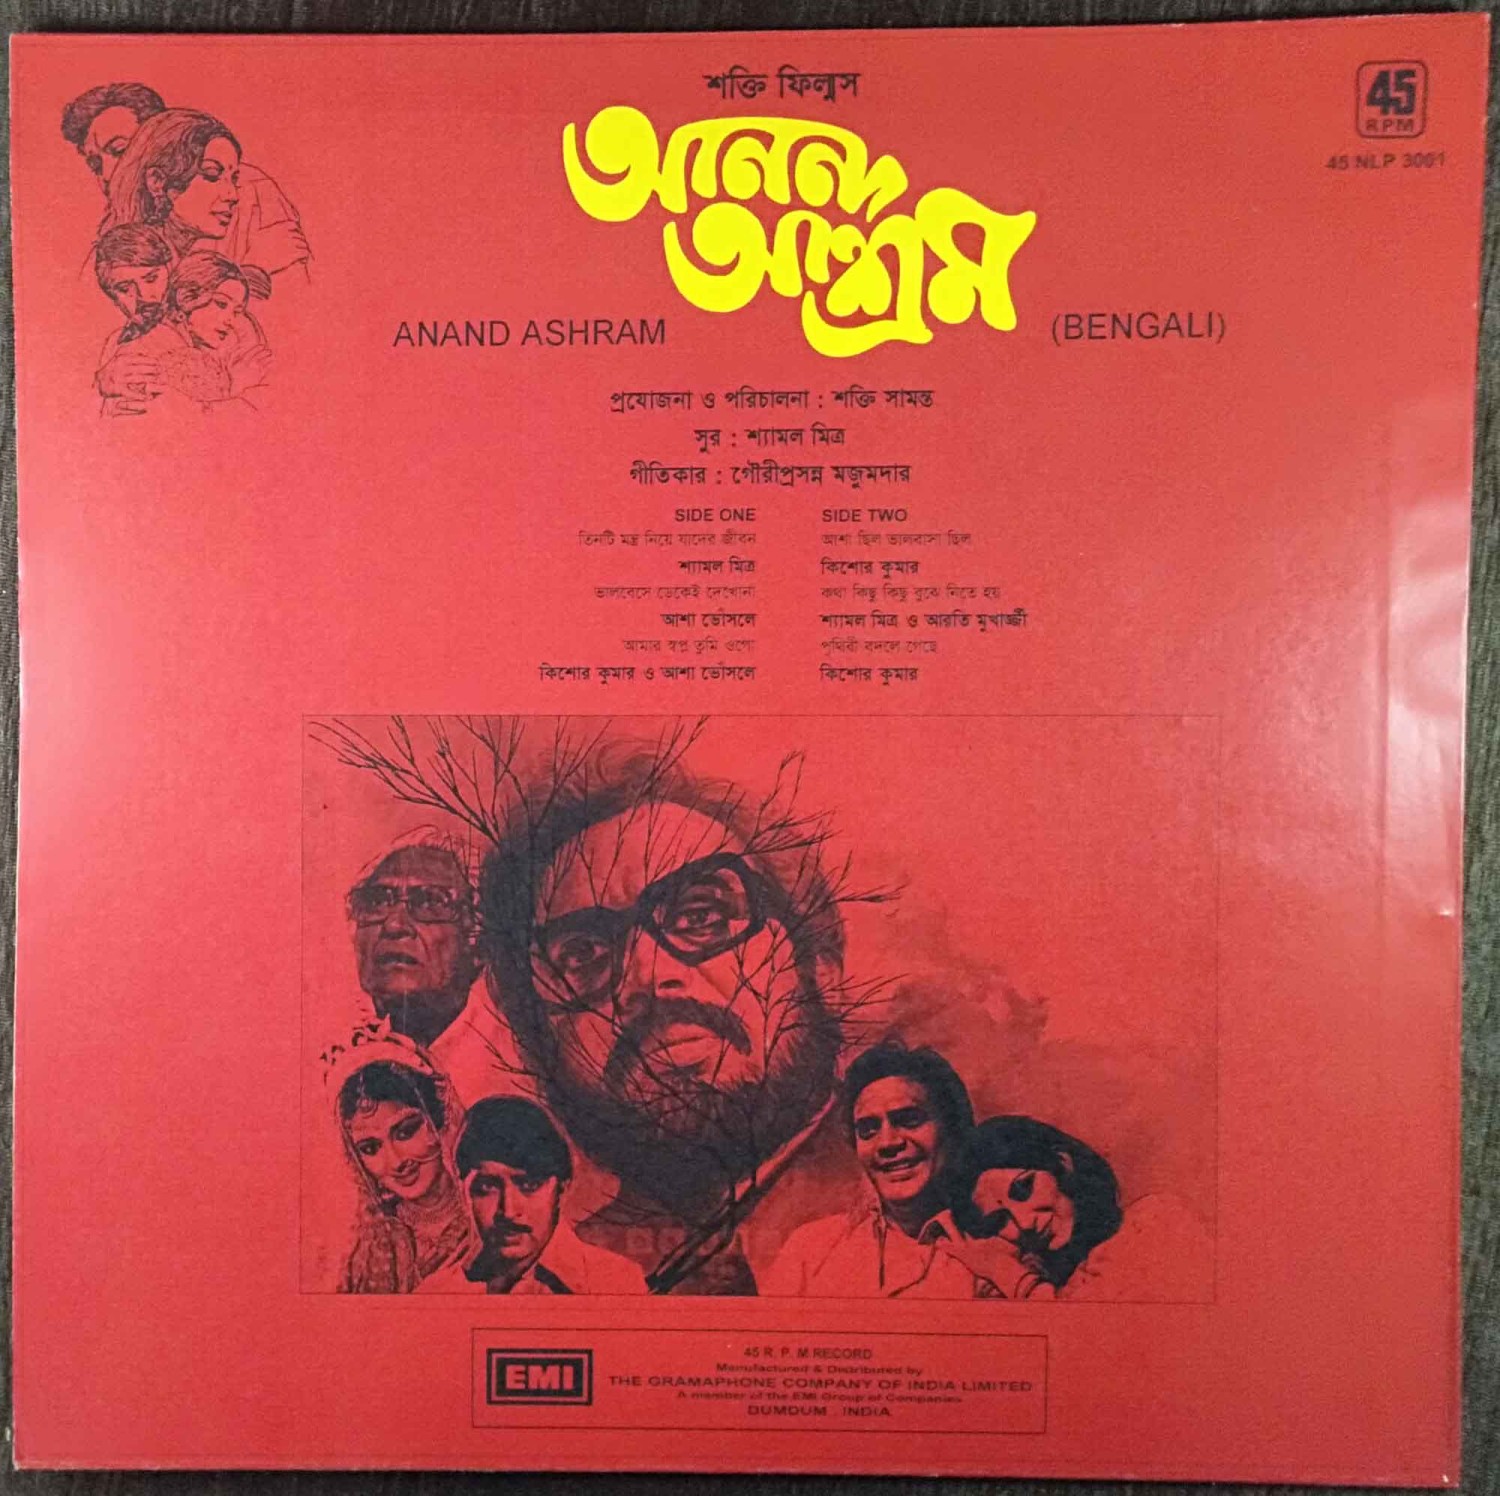 শক্তি ফিল্মস
45
RPM
45 NLP 3001
আনন্দ
আশ্রম
ANAND ASHRAM
(BENGALI)
প্রযোজনা ও পরিচালনা : শক্তি সামন্ত
সুর : শ্যামল মিত্র
গীতিকার : গৌরীপ্রসন্ন মজুমদার
SIDE ONE
তিনটি মন্ত্র নিয়ে যাদের জীবন
শ্যামল মিত্র
ভালবেসে ডেকেই দেখোনা
আশা ভোঁসলে
আমার স্বপ্ন তুমি ওগো
কিশোর কুমার ও আশা ভোঁসলে
SIDE TWO
আশা ছিল ভালবাসা ছিল
কিশোর কুমার
কথা কিছু কিছু বুঝে নিতে হয়
শ্যামল মিত্র ও আরতি মুখার্জ্জী
পৃথিবী বদলে গেছে
কিশোর কুমার
EMI
45 R. P. M RECORD
Manufactured & Distributed by
THE GRAMAPHONE COMPANY OF INDIA LIMITED
A member of the EMI Group of Companies
DUMDUM . INDIA